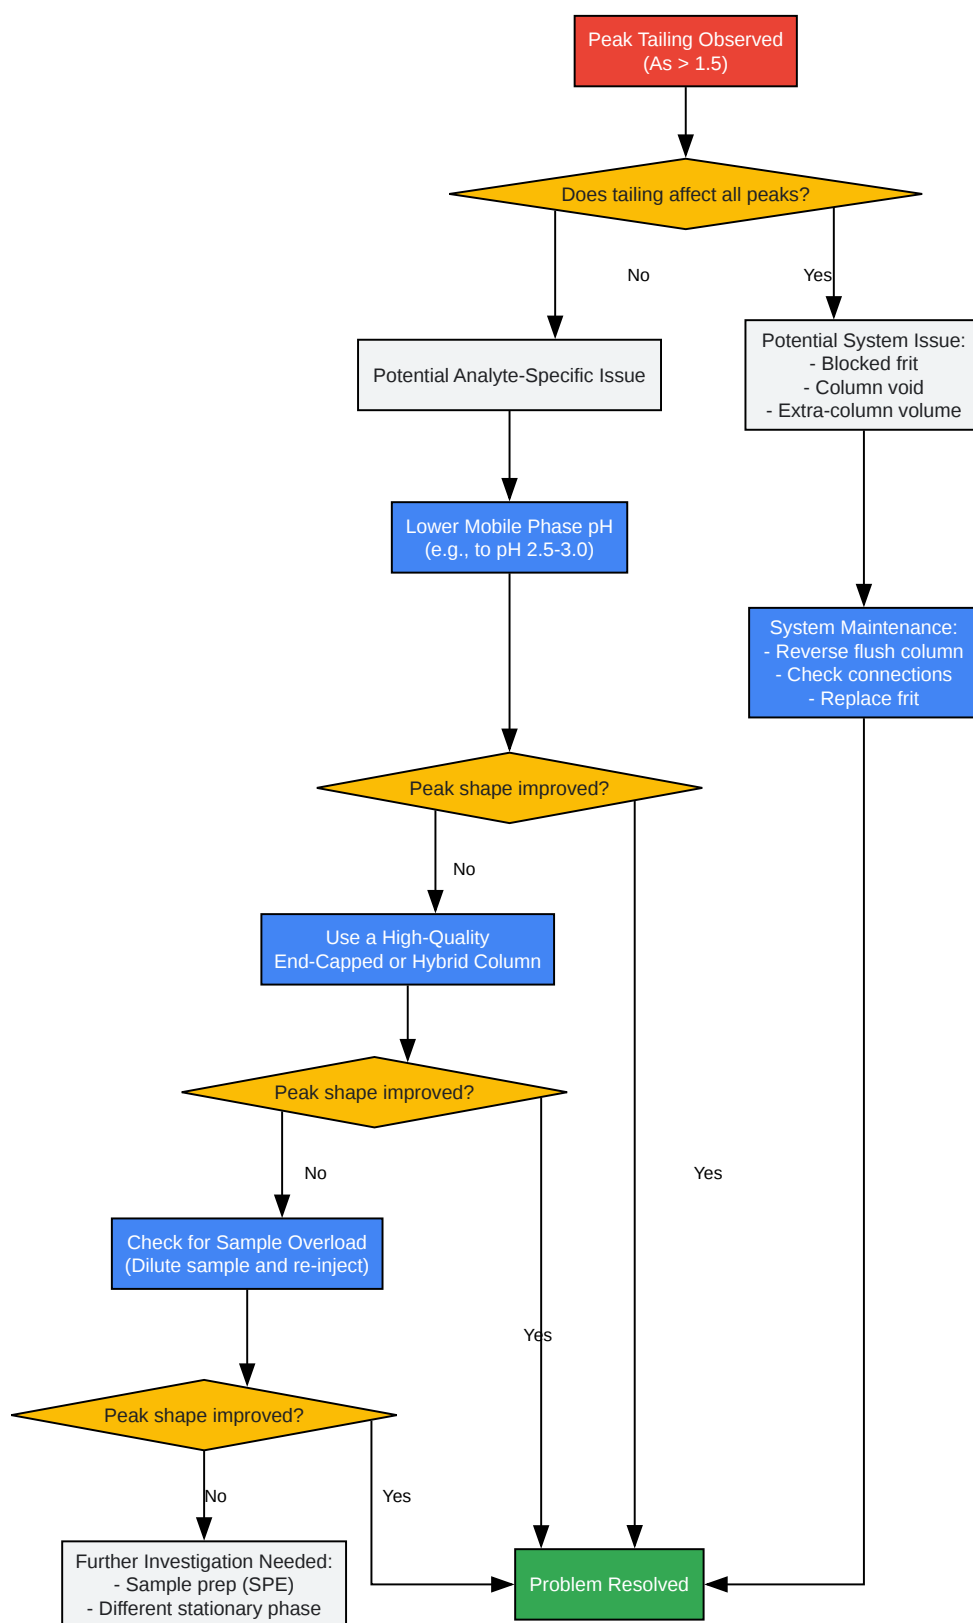 Peak Tailing Observed
(As > 1.5)
Does tailing affect all peaks?
No
Yes
Potential System Issue:
- Blocked frit
- Column void
- Extra-column volume
Potential Analyte-Specific Issue
Lower Mobile Phase pH
(e.g., to pH 2.5-3.0)
System Maintenance:
- Reverse flush column
- Check connections
- Replace frit
Peak shape improved?
No
Use a High-Quality
End-Capped or Hybrid Column
Peak shape improved?
No
Yes
Check for Sample Overload
(Dilute sample and re-inject)
Yes
Peak shape improved?
No
Yes
Further Investigation Needed:
- Sample prep (SPE)
- Different stationary phase
Problem Resolved